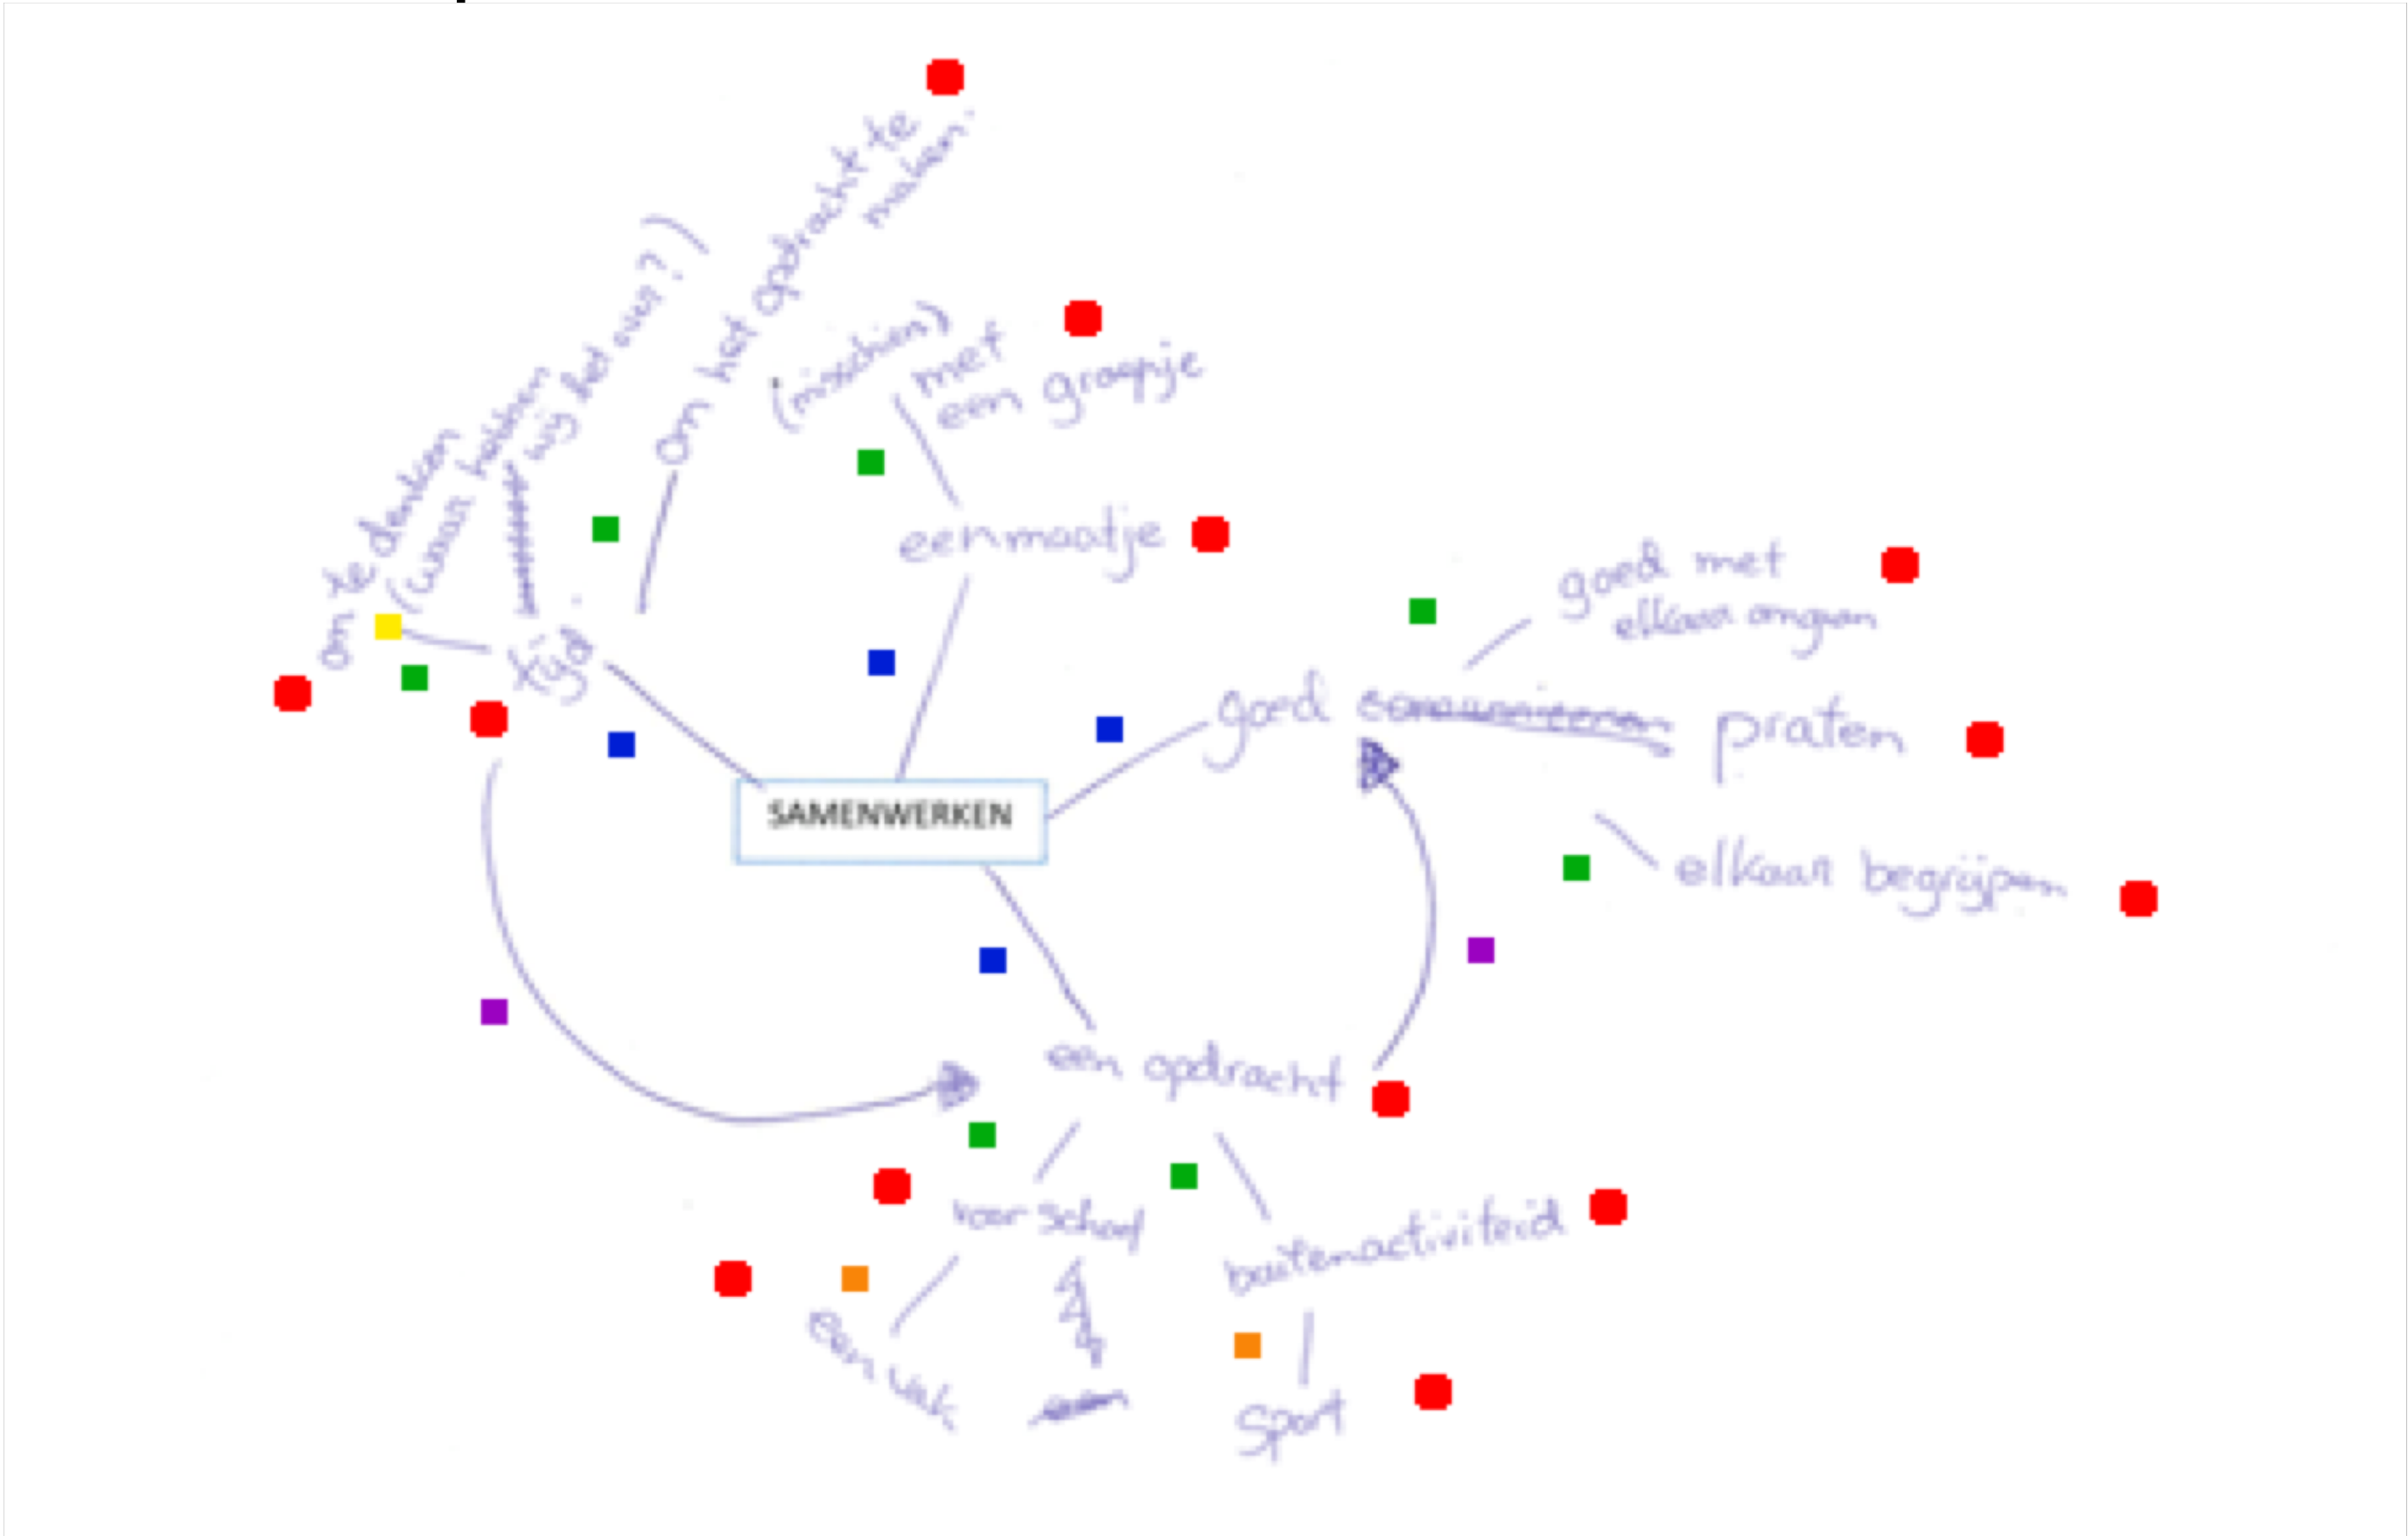 om het opdracht te
maken.
om te denken
(waar hebben
wij het over?)
(misschien) met
een groepje
eenmaatje
tijd
goed met
elkaar omgaan
goed praten
elkaar begrijpen
SAMENWERKEN
een opdracht
voor school
buitenactiviteid
een vak
Sport